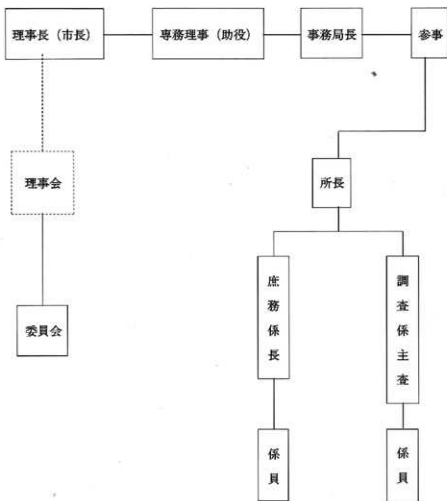 理事長（市長）
専務理事（助役）
事務局長
参事
理事会
所長
委員会
庶務係長
調査係主査
係員
係員